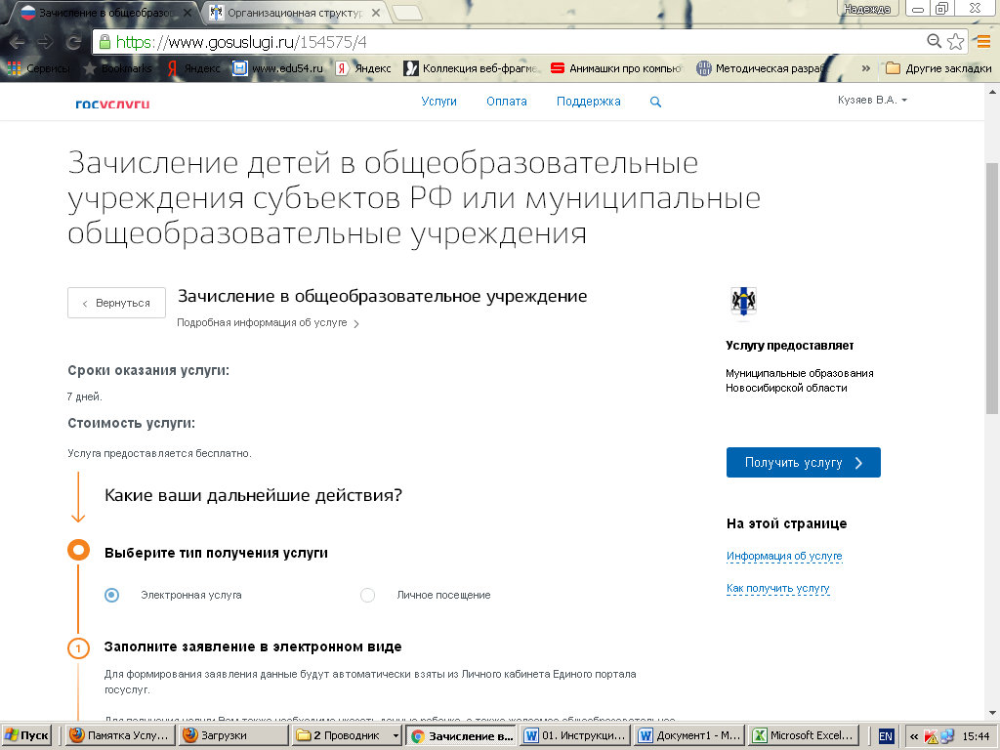 Зачисление в общеобразов
Организационная структур
Надежда
https://www.gosuslugi.ru/154575/4
Сервисы
Bookmarks
Яндекс
www.edu54.ru
Яндекс
Коллекция веб-фрагме
Анимашки про компью
Методическая разраб
»
Другие закладки
госуслуги
Услуги
Оплата
Поддержка
Кузяев В.А.
Зачисление детей в общеобразовательные
учреждения субъектов РФ или муниципальные
общеобразовательные учреждения
Вернуться
Зачисление в общеобразовательное учреждение
Подробная информация об услуге
Услугу предоставляет
Муниципальные образования
Новосибирской области
Сроки оказания услуги:
7 дней.
Стоимость услуги:
Услуга предоставляется бесплатно.
Получить услугу
Какие ваши дальнейшие действия?
На этой странице
Информация об услуге
Как получить услугу
Выберите тип получения услуги
Электронная услуга
Личное посещение
1
Заполните заявление в электронном виде
Для формирования заявления данные будут автоматически взяты из Личного кабинета Единого портала
госуслуг.
Пуск
Памятка Услу...
Загрузки
2 Проводник
Зачисление в...
01. Инструкци...
Документ1 - M...
Microsoft Excel...
EN
«
15:44